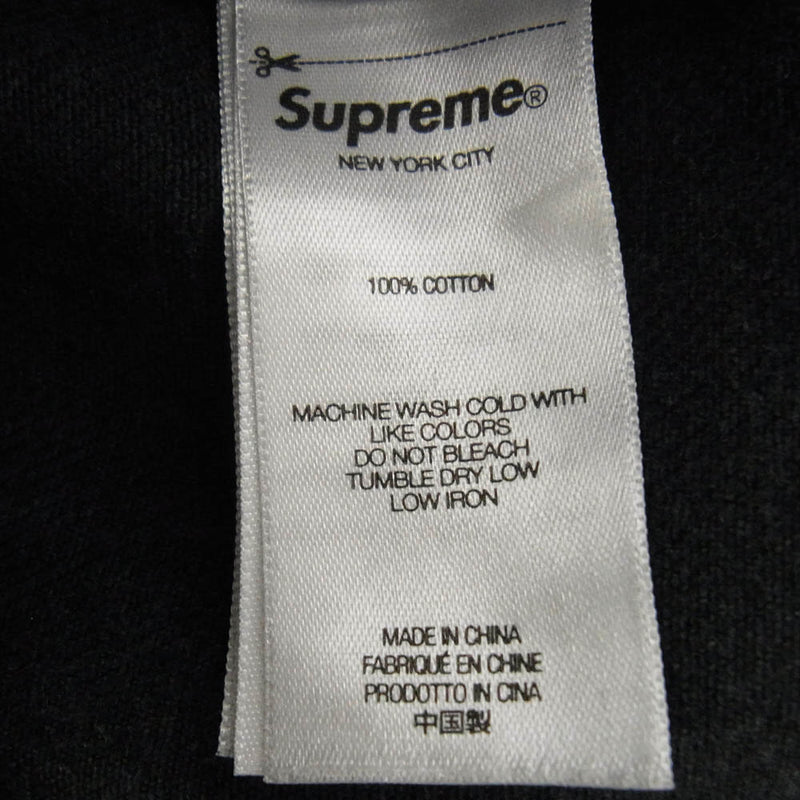 Supreme®
NEW YORK CITY
100% COTTON
MACHINE WASH COLD WITH
LIKE COLORS
DO NOT BLEACH
TUMBLE DRY LOW
LOW IRON
MADE IN CHINA
FABRIQUÉ EN CHINE
PRODOTTO IN CINA
中国製